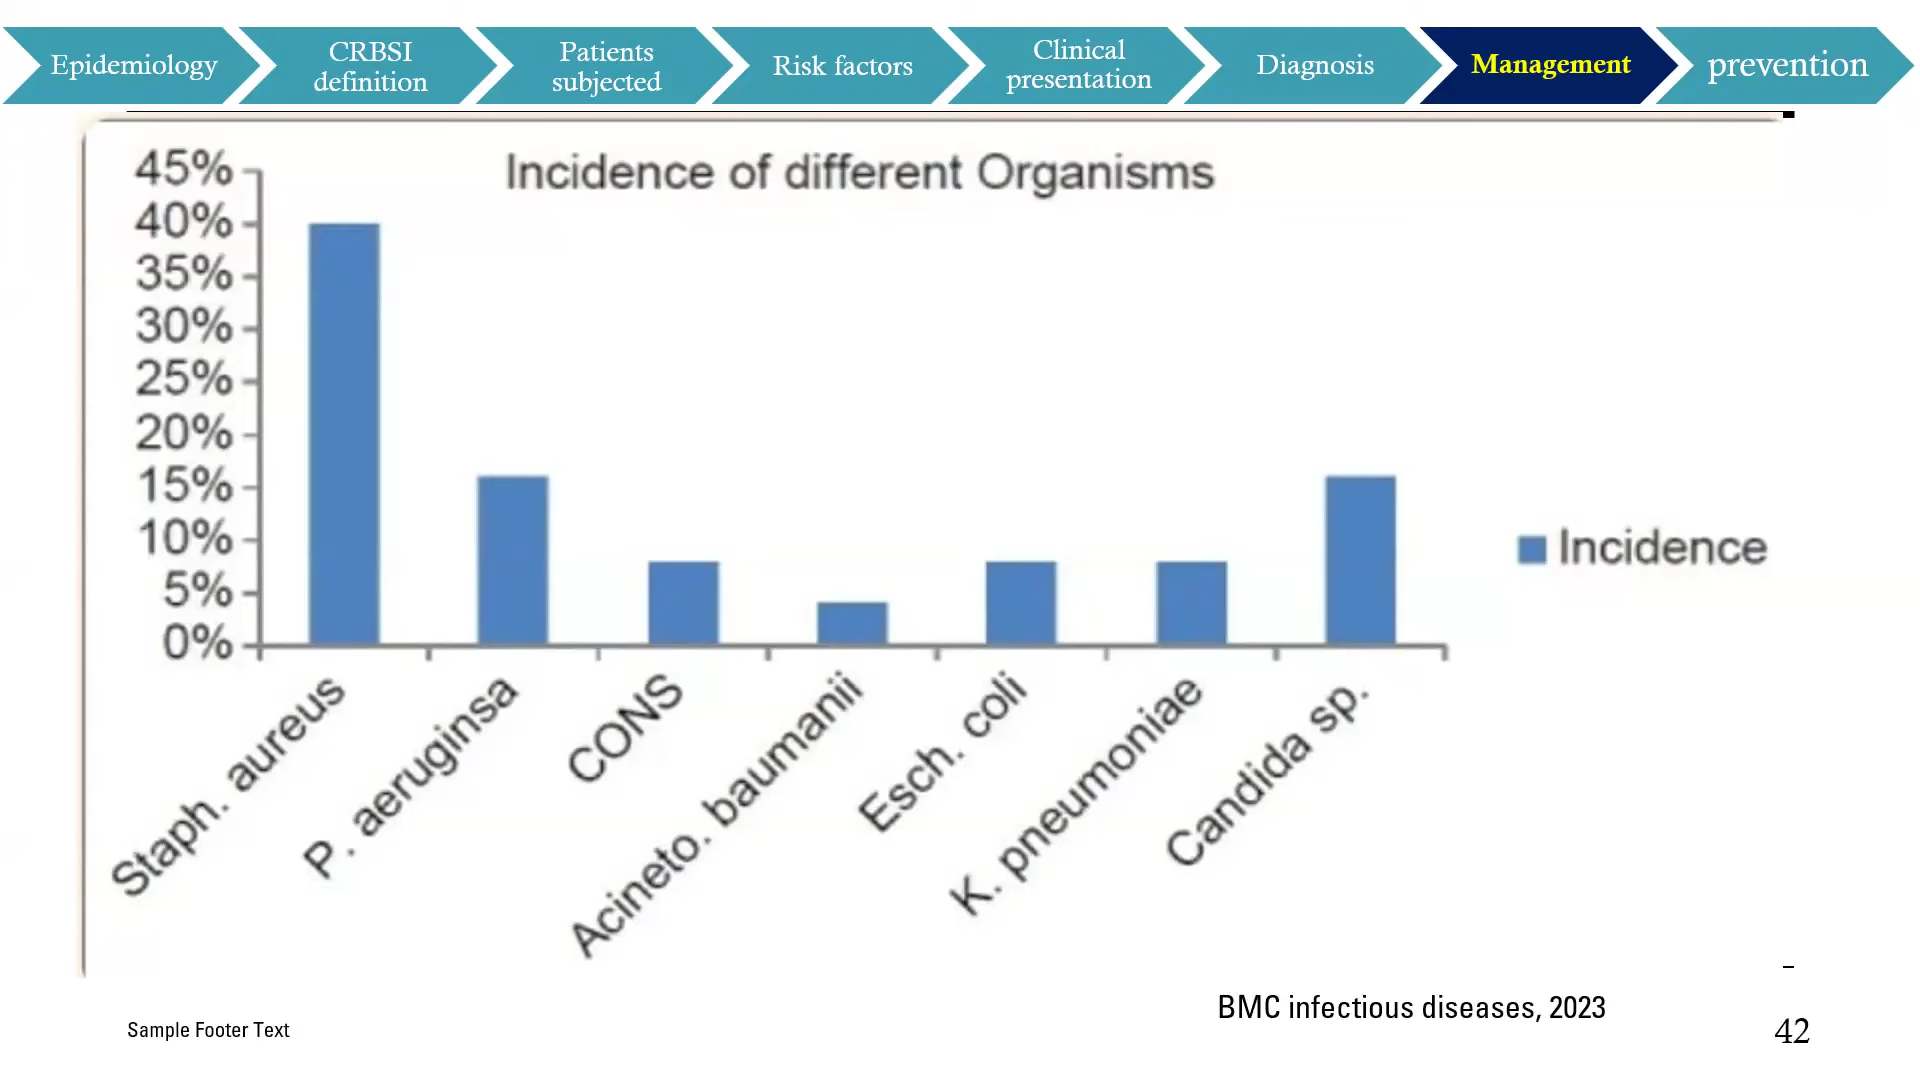 Epidemiology
CRBSI
definition
Patients
subjected
Risk factors
Clinical
presentation
Diagnosis
Management
prevention
Incidence of different Organisms
45%
40%
35%
30%
25%
20%
15%
10%
5%
0%
Staph. aureus
P. aeruginsa
CONS
Acineto. baumanii
Esch. coli
K. pneumoniae
Candida sp.
Incidence
BMC infectious diseases, 2023
Sample Footer Text
42